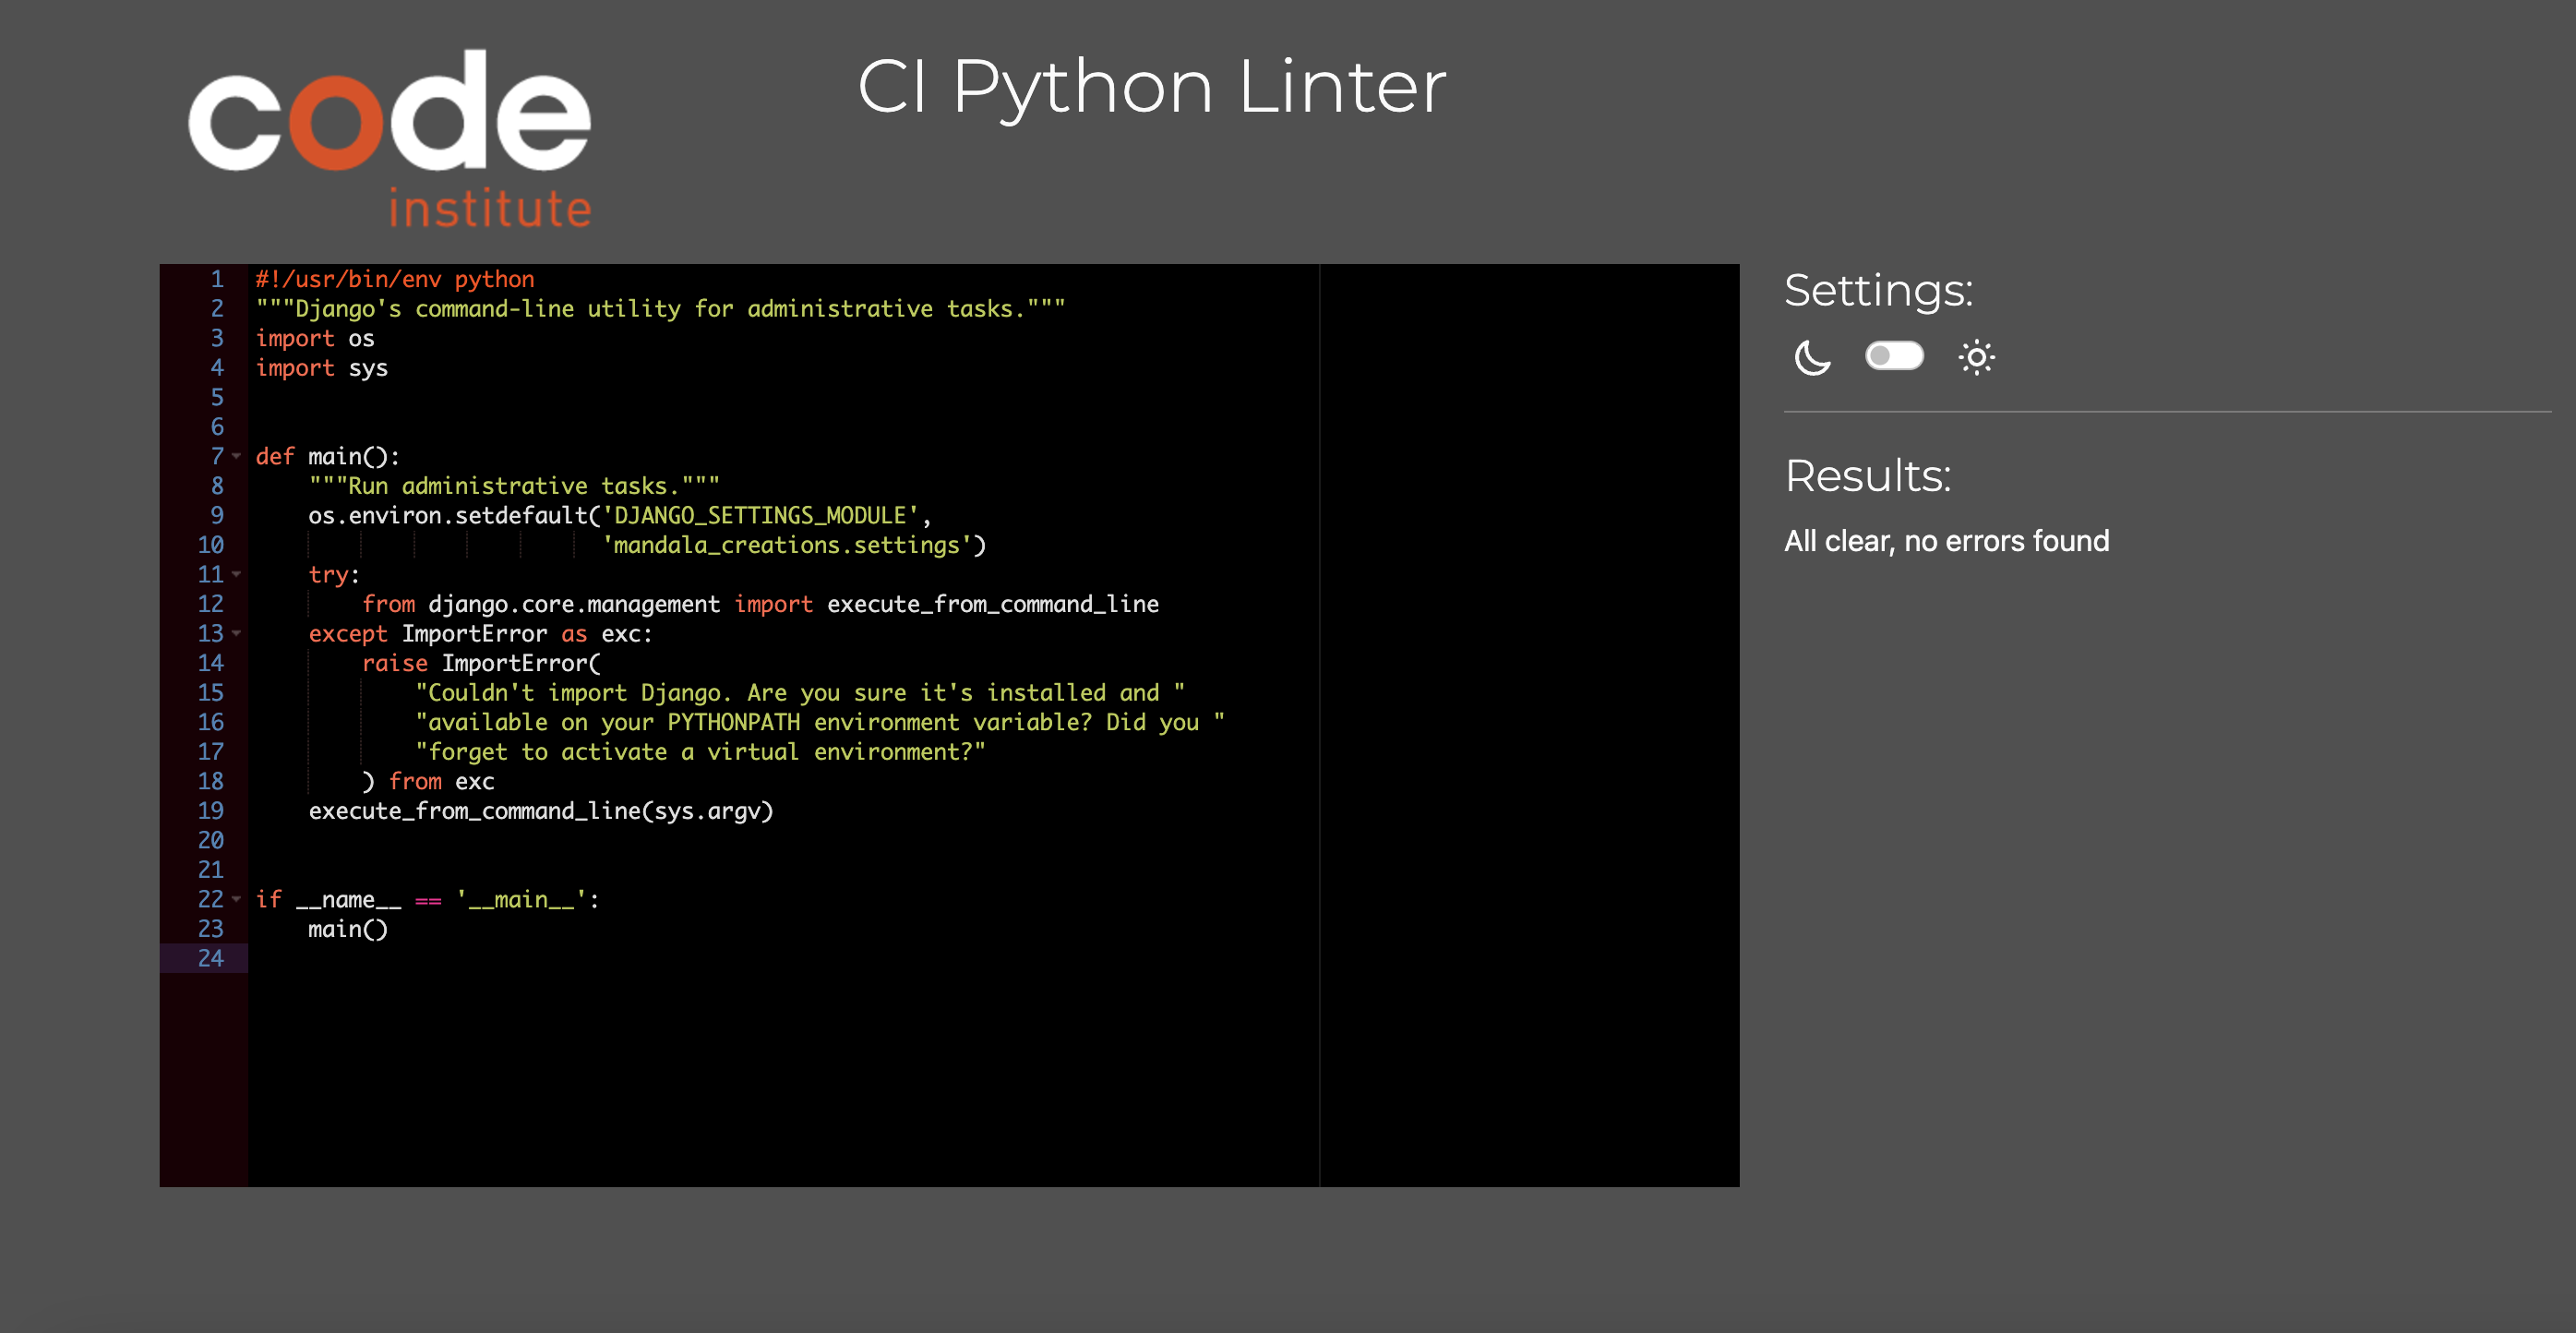 code
institute
CI Python Linter
1 #!/usr/bin/env python
2 """Django's command-line utility for administrative tasks."""
3 import os
4 import sys
5
6
7 def main():
8     """Run administrative tasks."""
9     os.environ.setdefault('DJANGO_SETTINGS_MODULE',
10                           'mandala_creations.settings')
11     try:
12         from django.core.management import execute_from_command_line
13     except ImportError as exc:
14         raise ImportError(
15             "Couldn't import Django. Are you sure it's installed and "
16             "available on your PYTHONPATH environment variable? Did you "
17             "forget to activate a virtual environment?"
18         ) from exc
19     execute_from_command_line(sys.argv)
20
21
22 if __name__ == '__main__':
23     main()
24
Settings:
Results:
All clear, no errors found